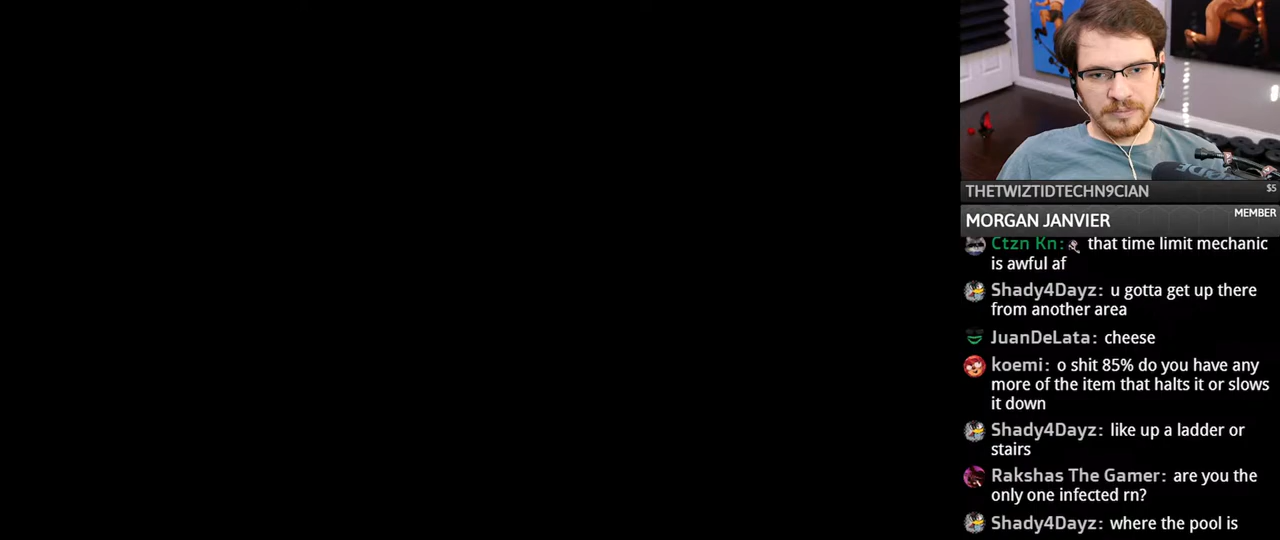 THETWIZTIDTECHN9CIAN $5
MORGAN JANVIER MEMBER
Ctzn Kn: that time limit mechanic
is awful af
Shady4Dayz: u gotta get up there
from another area
JuanDeLata: cheese
koemi: o shit 85% do you have any
more of the item that halts it or slows
it down
Shady4Dayz: like up a ladder or
stairs
Rakshas The Gamer: are you the
only one infected rn?
Shady4Dayz: where the pool is